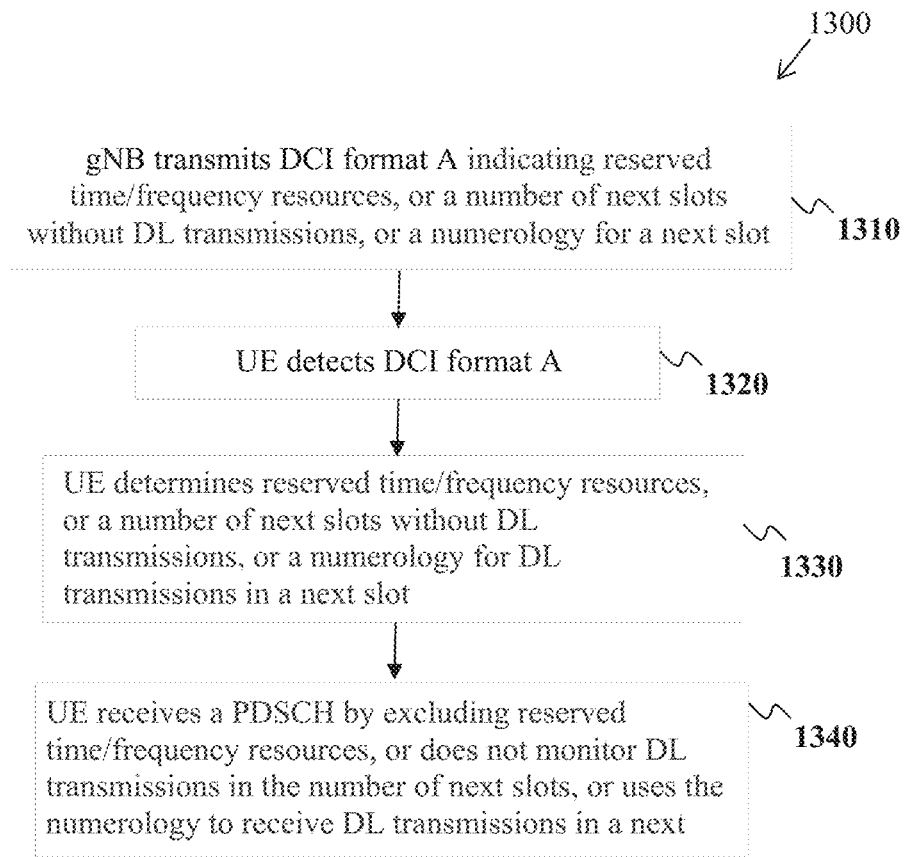 1300
gNB transmits DCI format A indicating reserved
time/frequency resources, or a number of next slots
without DL transmissions, or a numerology for a next slot
1310
UE detects DCI format A
1320
UE determines reserved time/frequency resources,
or a number of next slots without DL
transmissions, or a numerology for DL
transmissions in a next slot
1330
UE receives a PDSCH by excluding reserved
time/frequency resources, or does not monitor DL
transmissions in the number of next slots, or uses the
numerology to receive DL transmissions in a next
1340